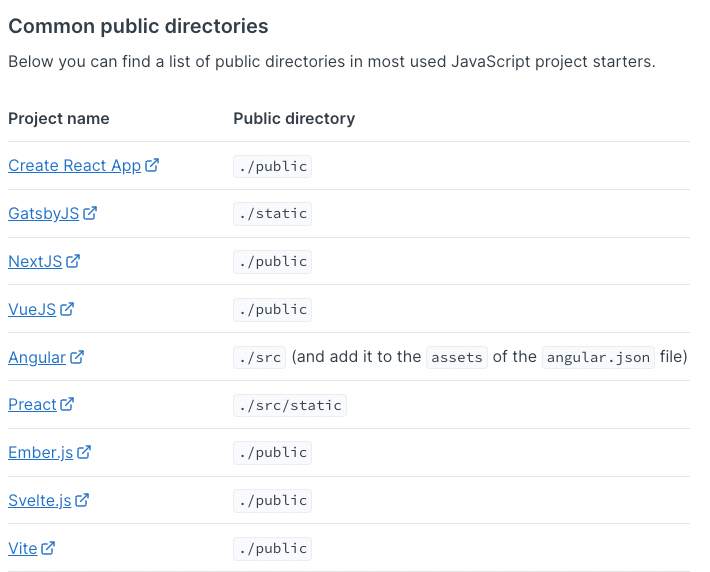 Common public directories
Below you can find a list of public directories in most used JavaScript project starters.
Project name Public directory
Create React App ./public
GatsbyJS ./static
NextJS ./public
VueJS ./public
Angular ./src (and add it to the assets of the angular.json file)
Preact ./src/static
Ember.js ./public
Svelte.js ./public
Vite ./public